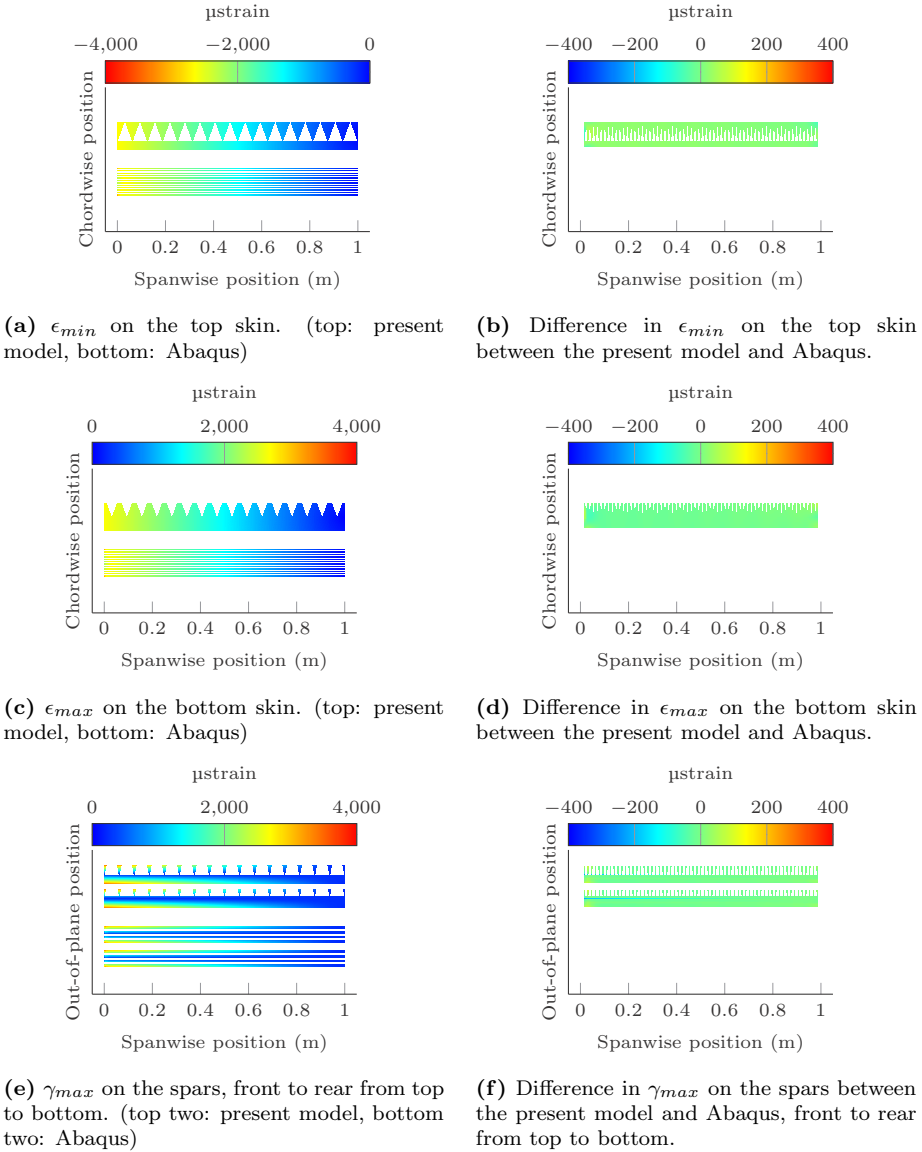 µstrain
−4,000 −2,000 0
Chordwise position
0 0.2 0.4 0.6 0.8 1
Spanwise position (m)
(a) ϵmin on the top skin. (top: present
model, bottom: Abaqus)
µstrain
−400 −200 0 200 400
Chordwise position
0 0.2 0.4 0.6 0.8 1
Spanwise position (m)
(b) Difference in ϵmin on the top skin
between the present model and Abaqus.
µstrain
0 2,000 4,000
Chordwise position
0 0.2 0.4 0.6 0.8 1
Spanwise position (m)
(c) ϵmax on the bottom skin. (top: present
model, bottom: Abaqus)
µstrain
−400 −200 0 200 400
Chordwise position
0 0.2 0.4 0.6 0.8 1
Spanwise position (m)
(d) Difference in ϵmax on the bottom skin
between the present model and Abaqus.
µstrain
0 2,000 4,000
Out-of-plane position
0 0.2 0.4 0.6 0.8 1
Spanwise position (m)
(e) γmax on the spars, front to rear from top
to bottom. (top two: present model, bottom
two: Abaqus)
µstrain
−400 −200 0 200 400
Out-of-plane position
0 0.2 0.4 0.6 0.8 1
Spanwise position (m)
(f) Difference in γmax on the spars between
the present model and Abaqus, front to rear
from top to bottom.